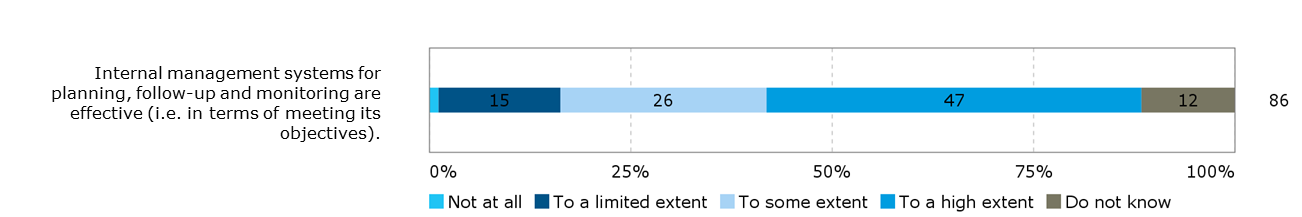 Internal management systems for
planning, follow-up and monitoring are
effective (i.e. in terms of meeting its
objectives).
15 26 47 12 86
0% 25% 50% 75% 100%
Not at all To a limited extent To some extent To a high extent Do not know